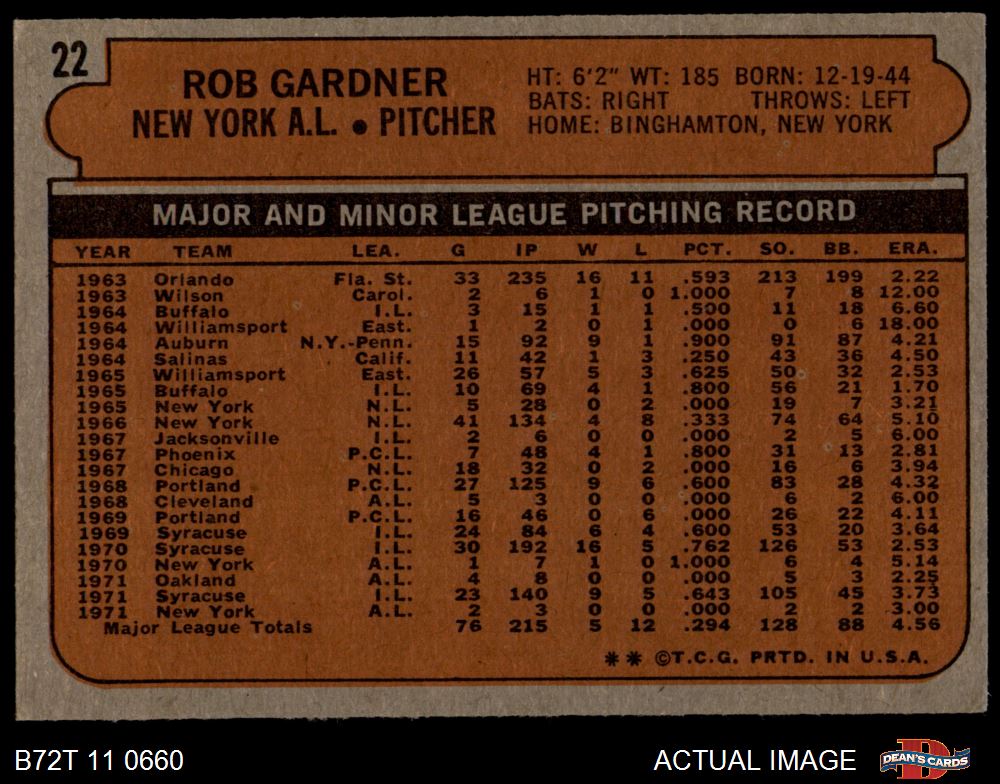 22
ROB GARDNER
NEW YORK A.L. • PITCHER
HT: 6'2" WT: 185 BORN: 12-19-44
BATS: RIGHT THROWS: LEFT
HOME: BINGHAMTON, NEW YORK
MAJOR AND MINOR LEAGUE PITCHING RECORD
YEAR TEAM LEA. G IP W L PCT. SO. BB. ERA.
1963 Orlando Fla. St. 33 235 16 11 .593 213 199 2.22
1963 Wilson Carol. 2 6 1 0 1.000 7 8 12.00
1964 Buffalo I.L. 3 15 1 1 .500 11 18 6.60
1964 Williamsport East. 1 2 0 1 .000 0 6 18.00
1964 Auburn N.Y.-Penn. 15 92 9 1 .900 91 87 4.21
1964 Salinas Calif. 11 42 1 3 .250 43 36 4.50
1965 Williamsport East. 26 57 5 3 .625 50 32 2.53
1965 Buffalo I.L. 10 69 4 1 .800 56 21 1.70
1965 New York N.L. 5 28 0 2 .000 19 7 3.21
1966 New York N.L. 41 134 4 8 .333 74 64 5.10
1967 Jacksonville I.L. 2 6 0 0 .000 2 5 6.00
1967 Phoenix P.C.L. 7 48 4 1 .800 31 13 2.81
1967 Chicago N.L. 18 32 0 2 .000 16 6 3.94
1968 Portland P.C.L. 27 125 9 6 .600 83 28 4.32
1968 Cleveland A.L. 5 3 0 0 .000 6 2 6.00
1969 Portland P.C.L. 16 46 0 6 .000 26 22 4.11
1969 Syracuse I.L. 24 84 6 4 .600 53 20 3.64
1970 Syracuse I.L. 30 192 16 5 .762 126 53 2.53
1970 New York A.L. 1 7 1 0 1.000 6 4 5.14
1971 Oakland A.L. 4 8 0 0 .000 5 3 2.25
1971 Syracuse I.L. 23 140 9 5 .643 105 45 3.73
1971 New York A.L. 2 3 0 0 .000 2 2 3.00
Major League Totals 76 215 5 12 .294 128 88 4.56
** ©T.C.G. PRTD. IN U.S.A.
B72T 11 0660 ACTUAL IMAGE D DEAN'S CARDS